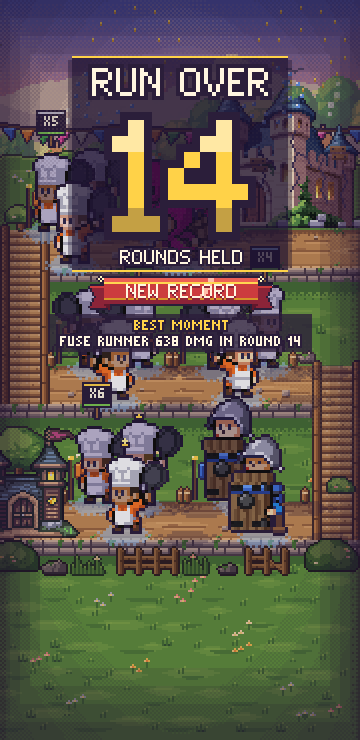 RUN OVER
X5
14
ROUNDS HELD
X4
NEW RECORD
BEST MOMENT
FUSE RUNNER 638 DMG IN ROUND 14
X6